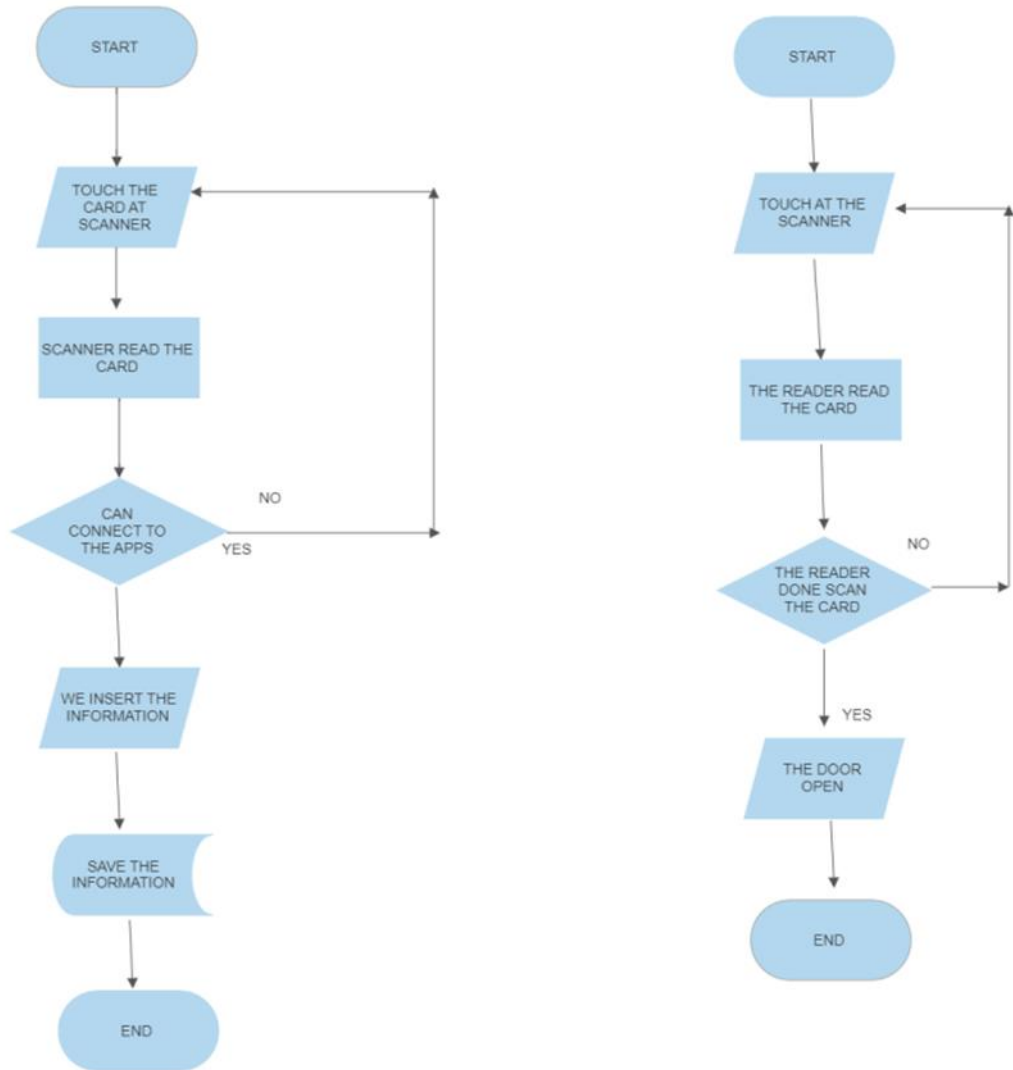 START
TOUCH THE
CARD AT
SCANNER
SCANNER READ THE
CARD
CAN
CONNECT TO
THE APPS
NO
YES
WE INSERT THE
INFORMATION
SAVE THE
INFORMATION
END
START
TOUCH AT THE
SCANNER
THE READER READ
THE CARD
THE READER
DONE SCAN
THE CARD
NO
YES
THE DOOR
OPEN
END